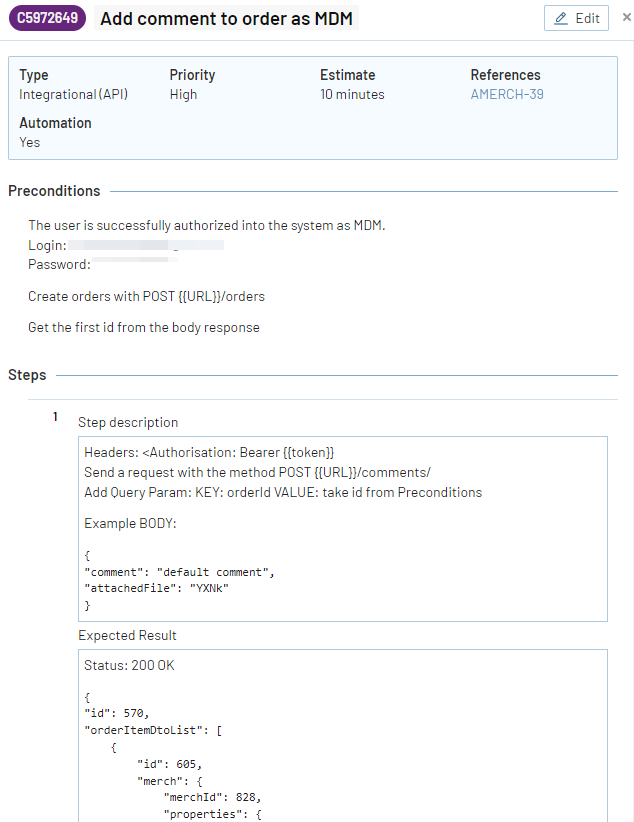 C5972649 Add comment to order as MDM Edit ×
Type Priority Estimate References
Integrational (API) High 10 minutes AMERCH-39
Automation
Yes
Preconditions
The user is successfully authorized into the system as MDM.
Login:
Password:
Create orders with POST {{URL}}/orders
Get the first id from the body response
Steps
1 Step description
Headers: <Authorisation: Bearer {{token}}
Send a request with the method POST {{URL}}/comments/
Add Query Param: KEY: orderId VALUE: take id from Preconditions
Example BODY:
{
"comment": "default comment",
"attachedFile": "YXNk"
}
Expected Result
Status: 200 OK
{
"id": 570,
"orderItemDtoList": [
{
"id": 605,
"merch": {
"merchId": 828,
"properties": {